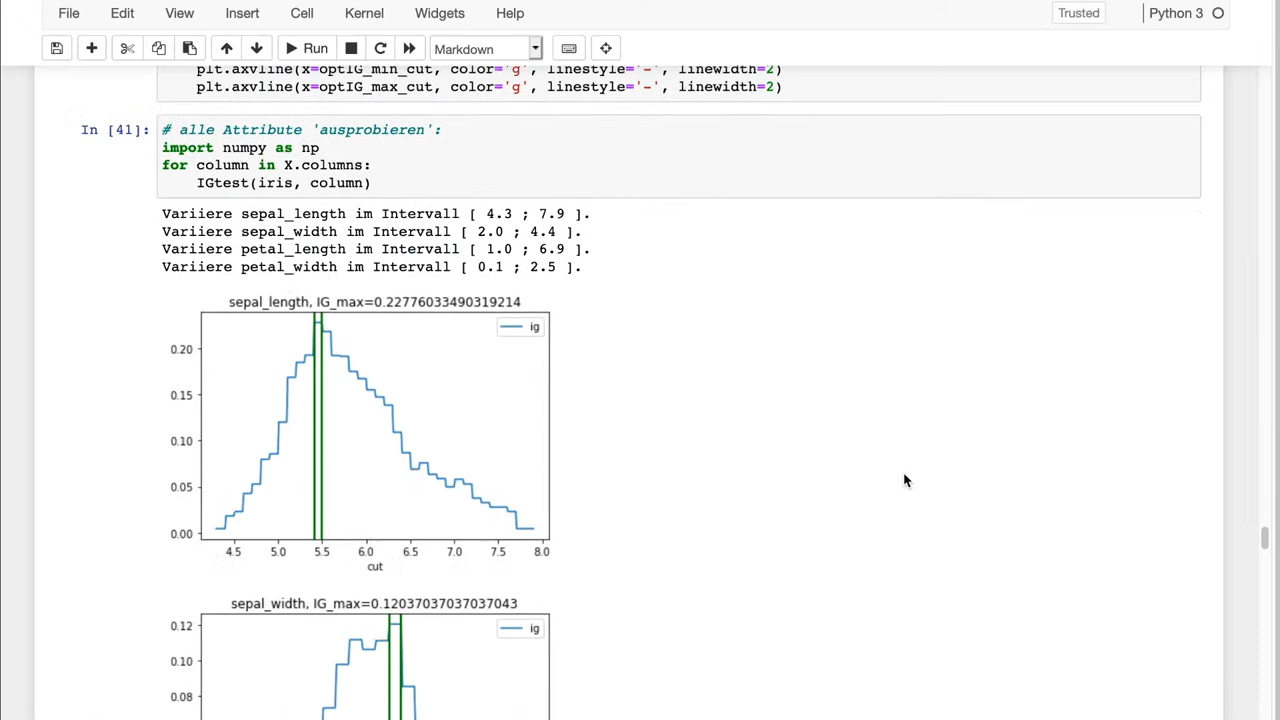 File Edit View Insert Cell Kernel Widgets Help Trusted Python 3
Run Markdown
plt.axvline(x=optIG_min_cut, color='g', linestyle='-', linewidth=2)
plt.axvline(x=optIG_max_cut, color='g', linestyle='-', linewidth=2)
In [41]: # alle Attribute 'ausprobieren':
import numpy as np
for column in X.columns:
IGtest(iris, column)
Variiere sepal_length im Intervall [ 4.3 ; 7.9 ].
Variiere sepal_width im Intervall [ 2.0 ; 4.4 ].
Variiere petal_length im Intervall [ 1.0 ; 6.9 ].
Variiere petal_width im Intervall [ 0.1 ; 2.5 ].
sepal_length, IG_max=0.22776033490319214
ig
0.20
0.15
0.10
0.05
0.00
4.5 5.0 5.5 6.0 6.5 7.0 7.5 8.0
cut
sepal_width, IG_max=0.12037037037037043
ig
0.12
0.10
0.08